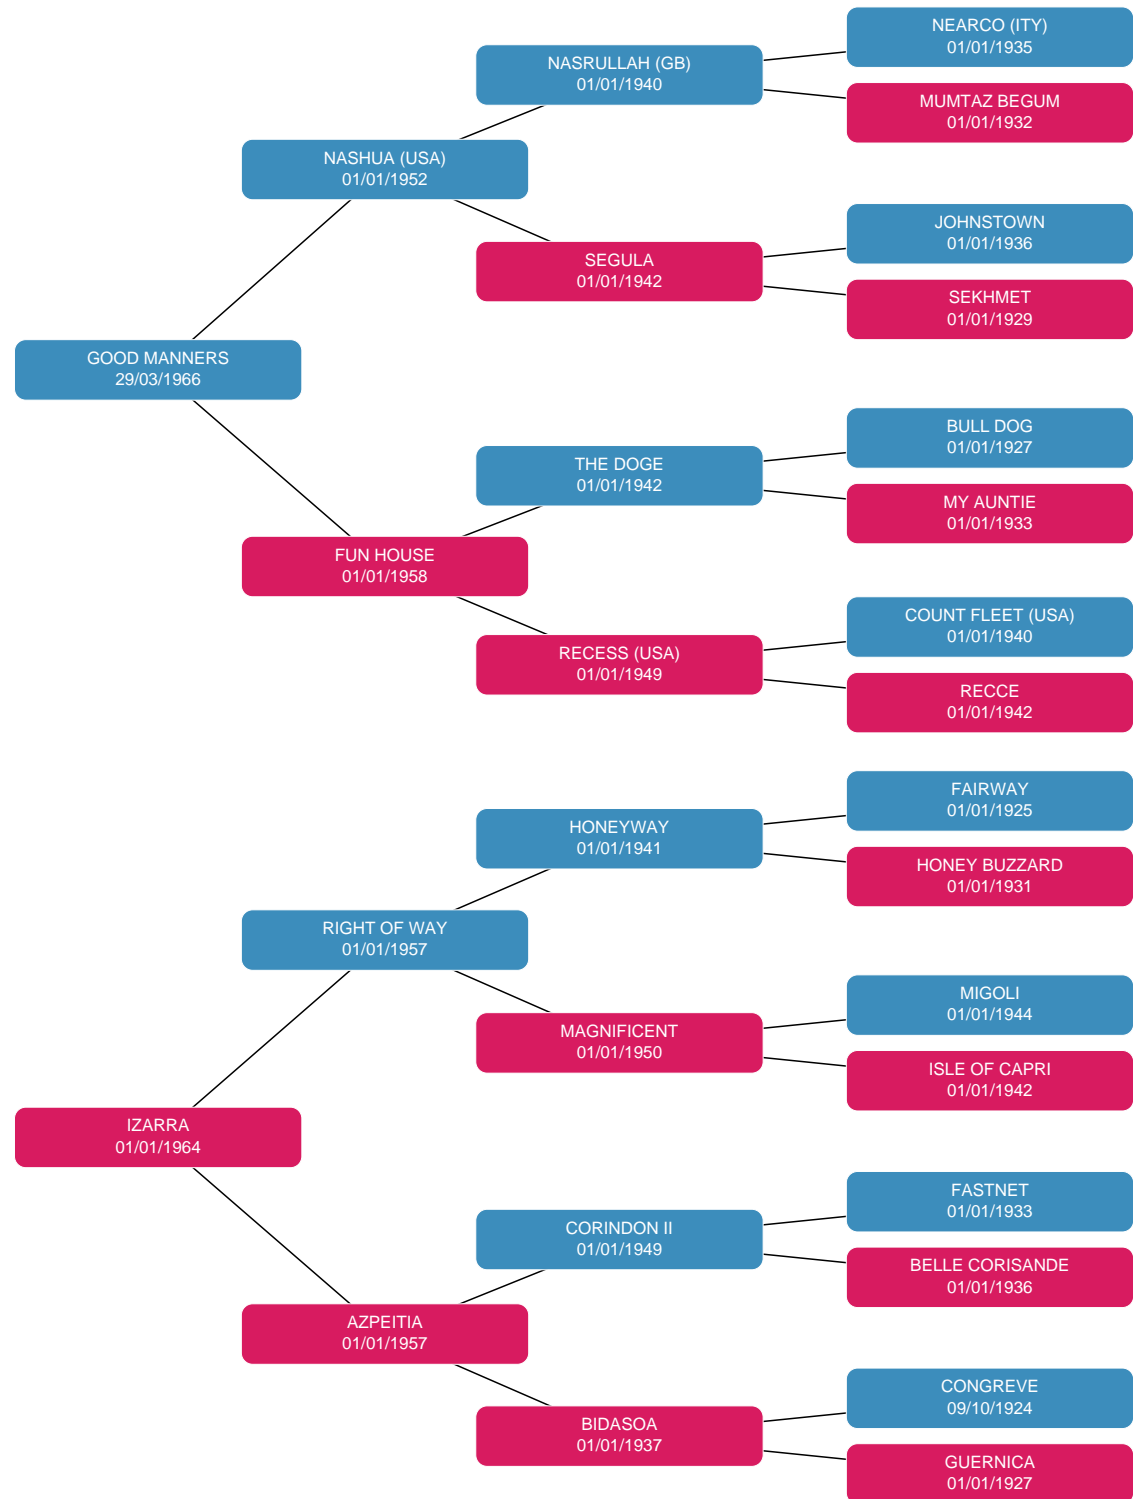 NEARCO (ITY)
01/01/1935
NASRULLAH (GB)
01/01/1940
MUMTAZ BEGUM
01/01/1932
NASHUA (USA)
01/01/1952
JOHNSTOWN
01/01/1936
SEGULA
01/01/1942
SEKHMET
01/01/1929
GOOD MANNERS
29/03/1966
BULL DOG
01/01/1927
THE DOGE
01/01/1942
MY AUNTIE
01/01/1933
FUN HOUSE
01/01/1958
COUNT FLEET (USA)
01/01/1940
RECESS (USA)
01/01/1949
RECCE
01/01/1942
FAIRWAY
01/01/1925
HONEYWAY
01/01/1941
HONEY BUZZARD
01/01/1931
RIGHT OF WAY
01/01/1957
MIGOLI
01/01/1944
MAGNIFICENT
01/01/1950
ISLE OF CAPRI
01/01/1942
IZARRA
01/01/1964
FASTNET
01/01/1933
CORINDON II
01/01/1949
BELLE CORISANDE
01/01/1936
AZPEITIA
01/01/1957
CONGREVE
09/10/1924
BIDASOA
01/01/1937
GUERNICA
01/01/1927